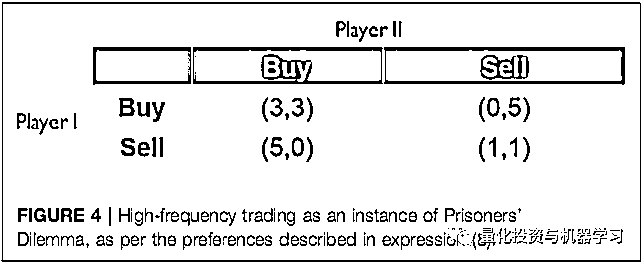 Player II
Buy Sell
Player I
Buy (3,3) (0,5)
Sell (5,0) (1,1)
FIGURE 4 | High-frequency trading as an instance of Prisoners'
Dilemma, as per the preferences described in expression
量化投资与机器学习